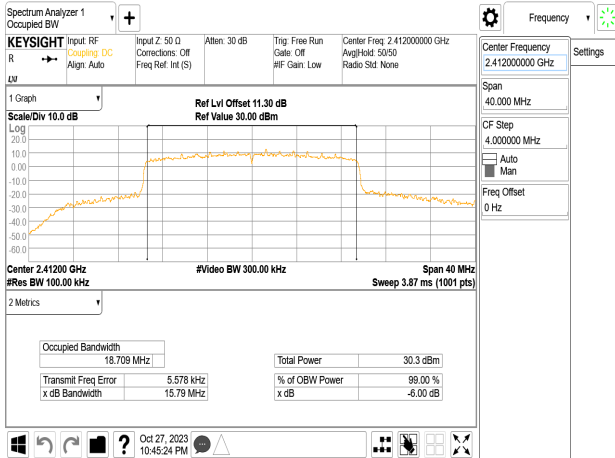 Spectrum Analyzer 1
Occupied BW
▼
+
Frequency ▼
KEYSIGHT
R
Input: RF
Coupling: DC
Align: Auto
Input Z: 50 Ω
Corrections: Off
Freq Ref: Int (S)
Atten: 30 dB
Trig: Free Run
Gate: Off
#IF Gain: Low
Center Freq: 2.412000000 GHz
Avg|Hold: 50/50
Radio Std: None
Center Frequency
2.412000000 GHz
Settings
Span
40.000 MHz
CF Step
4.000000 MHz
Auto
Man
Freq Offset
0 Hz
1 Graph ▼
Scale/Div 10.0 dB
Ref Lvl Offset 11.30 dB
Ref Value 30.00 dBm
Log
20.0
10.0
0.00
-10.0
-20.0
-30.0
-40.0
-50.0
-60.0
Center 2.41200 GHz
#Res BW 100.00 kHz
#Video BW 300.00 kHz
Span 40 MHz
Sweep 3.87 ms (1001 pts)
2 Metrics ▼
Occupied Bandwidth
18.709 MHz
Total Power 30.3 dBm
Transmit Freq Error 5.578 kHz
% of OBW Power 99.00 %
x dB Bandwidth 15.79 MHz
x dB -6.00 dB
?
Oct 27, 2023
10:45:24 PM